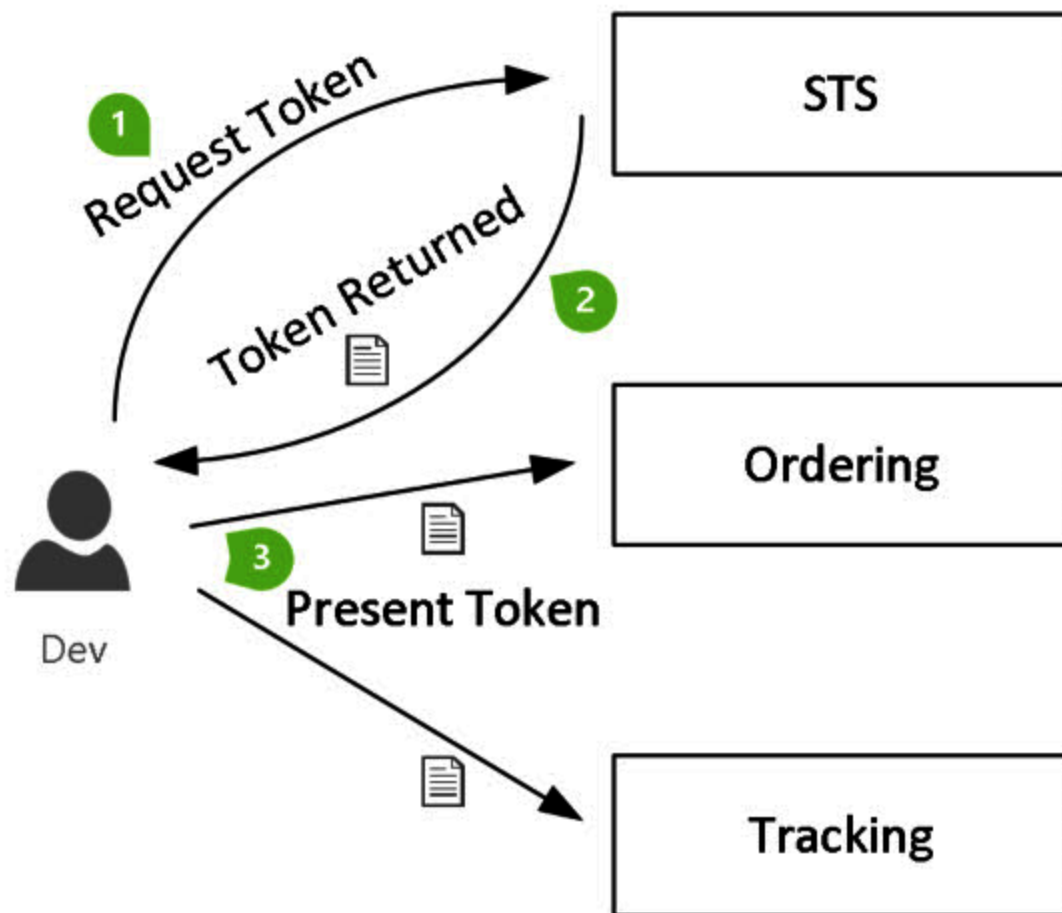 STS
1
Request Token
Token Returned
2
Ordering
3
Present Token
Dev
Tracking